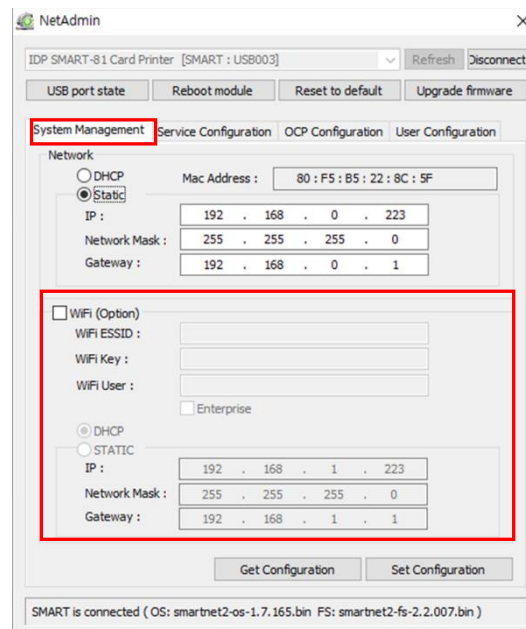 NetAdmin
IDP SMART-81 Card Printer [SMART : USB003] Refresh Disconnect
USB port state Reboot module Reset to default Upgrade firmware
System Management Service Configuration OCP Configuration User Configuration
Network
DHCP Mac Address : 80 : F5 : B5 : 22 : 8C : 5F
Static
IP : 192 . 168 . 0 . 223
Network Mask : 255 . 255 . 255 . 0
Gateway : 192 . 168 . 0 . 1
WiFi (Option)
WiFi ESSID :
WiFi Key :
WiFi User :
Enterprise
DHCP
STATIC
IP : 192 . 168 . 1 . 223
Network Mask : 255 . 255 . 255 . 0
Gateway : 192 . 168 . 1 . 1
Get Configuration Set Configuration
SMART is connected ( OS: smartnet2-os-1.7.165.bin FS: smartnet2-fs-2.2.007.bin )